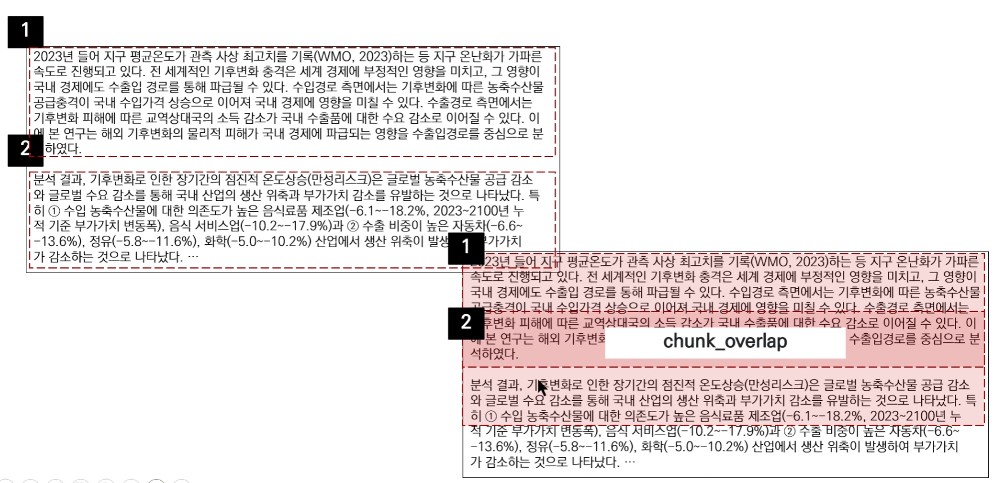 1
2023년 들어 지구 평균온도가 관측 사상 최고치를 기록(WMO, 2023)하는 등 지구 온난화가 가파른
속도로 진행되고 있다. 전 세계적인 기후변화 충격은 세계 경제에 부정적인 영향을 미치고, 그 영향이
국내 경제에도 수출입 경로를 통해 파급될 수 있다. 수입경로 측면에서는 기후변화에 따른 농축수산물
공급충격이 국내 수입가격 상승으로 이어져 국내 경제에 영향을 미칠 수 있다. 수출경로 측면에서는
기후변화 피해에 따른 교역상대국의 소득 감소가 국내 수출품에 대한 수요 감소로 이어질 수 있다. 이
에 본 연구는 해외 기후변화의 물리적 피해가 국내 경제에 파급되는 영향을 수출입경로를 중심으로 분
하였다.
2
분석 결과, 기후변화로 인한 장기간의 점진적 온도상승(만성리스크)은 글로벌 농축수산물 공급 감소
와 글로벌 수요 감소를 통해 국내 산업의 생산 위축과 부가가치 감소를 유발하는 것으로 나타났다. 특
히 ① 수입 농축수산물에 대한 의존도가 높은 음식료품 제조업(-6.1~-18.2%, 2023~2100년 누
적 기준 부가가치 변동폭), 음식 서비스업(-10.2~-17.9%)과 ② 수출 비중이 높은 자동차(-6.6~
-13.6%), 정유(-5.8~-11.6%), 화학(-5.0~-10.2%) 산업에서 생산 위축이 발생 부가가치
가 감소하는 것으로 나타났다. …
1
2023년 들어 지구 평균온도가 관측 사상 최고치를 기록(WMO, 2023)하는 등 지구 온난화가 가파른
속도로 진행되고 있다. 전 세계적인 기후변화 충격은 세계 경제에 부정적인 영향을 미치고, 그 영향이
국내 경제에도 수출입 경로를 통해 파급될 수 있다. 수입경로 측면에서는 기후변화에 따른 농축수산물
공급충격이 국내 수입가격 상승으로 이어져 국내 경제에 영향을 미칠 수 있다. 수출경로 측면에서는
2
후변화 피해에 따른 교역상대국의 소득 감소가 국내 수출품에 대한 수요 감소로 이어질 수 있다. 이
에 본 연구는 해외 기후변화 수출입경로를 중심으로 분
chunk_overlap
석하였다.
분석 결과, 기후변화로 인한 장기간의 점진적 온도상승(만성리스크)은 글로벌 농축수산물 공급 감소
와 글로벌 수요 감소를 통해 국내 산업의 생산 위축과 부가가치 감소를 유발하는 것으로 나타났다. 특
히 ① 수입 농축수산물에 대한 의존도가 높은 음식료품 제조업(-6.1~-18.2%, 2023~2100년 누
적 기준 부가가치 변동폭), 음식 서비스업(-10.2~-17.9%)과 ② 수출 비중이 높은 자동차(-6.6~
-13.6%), 정유(-5.8~-11.6%), 화학(-5.0~-10.2%) 산업에서 생산 위축이 발생하여 부가가치
가 감소하는 것으로 나타났다. …